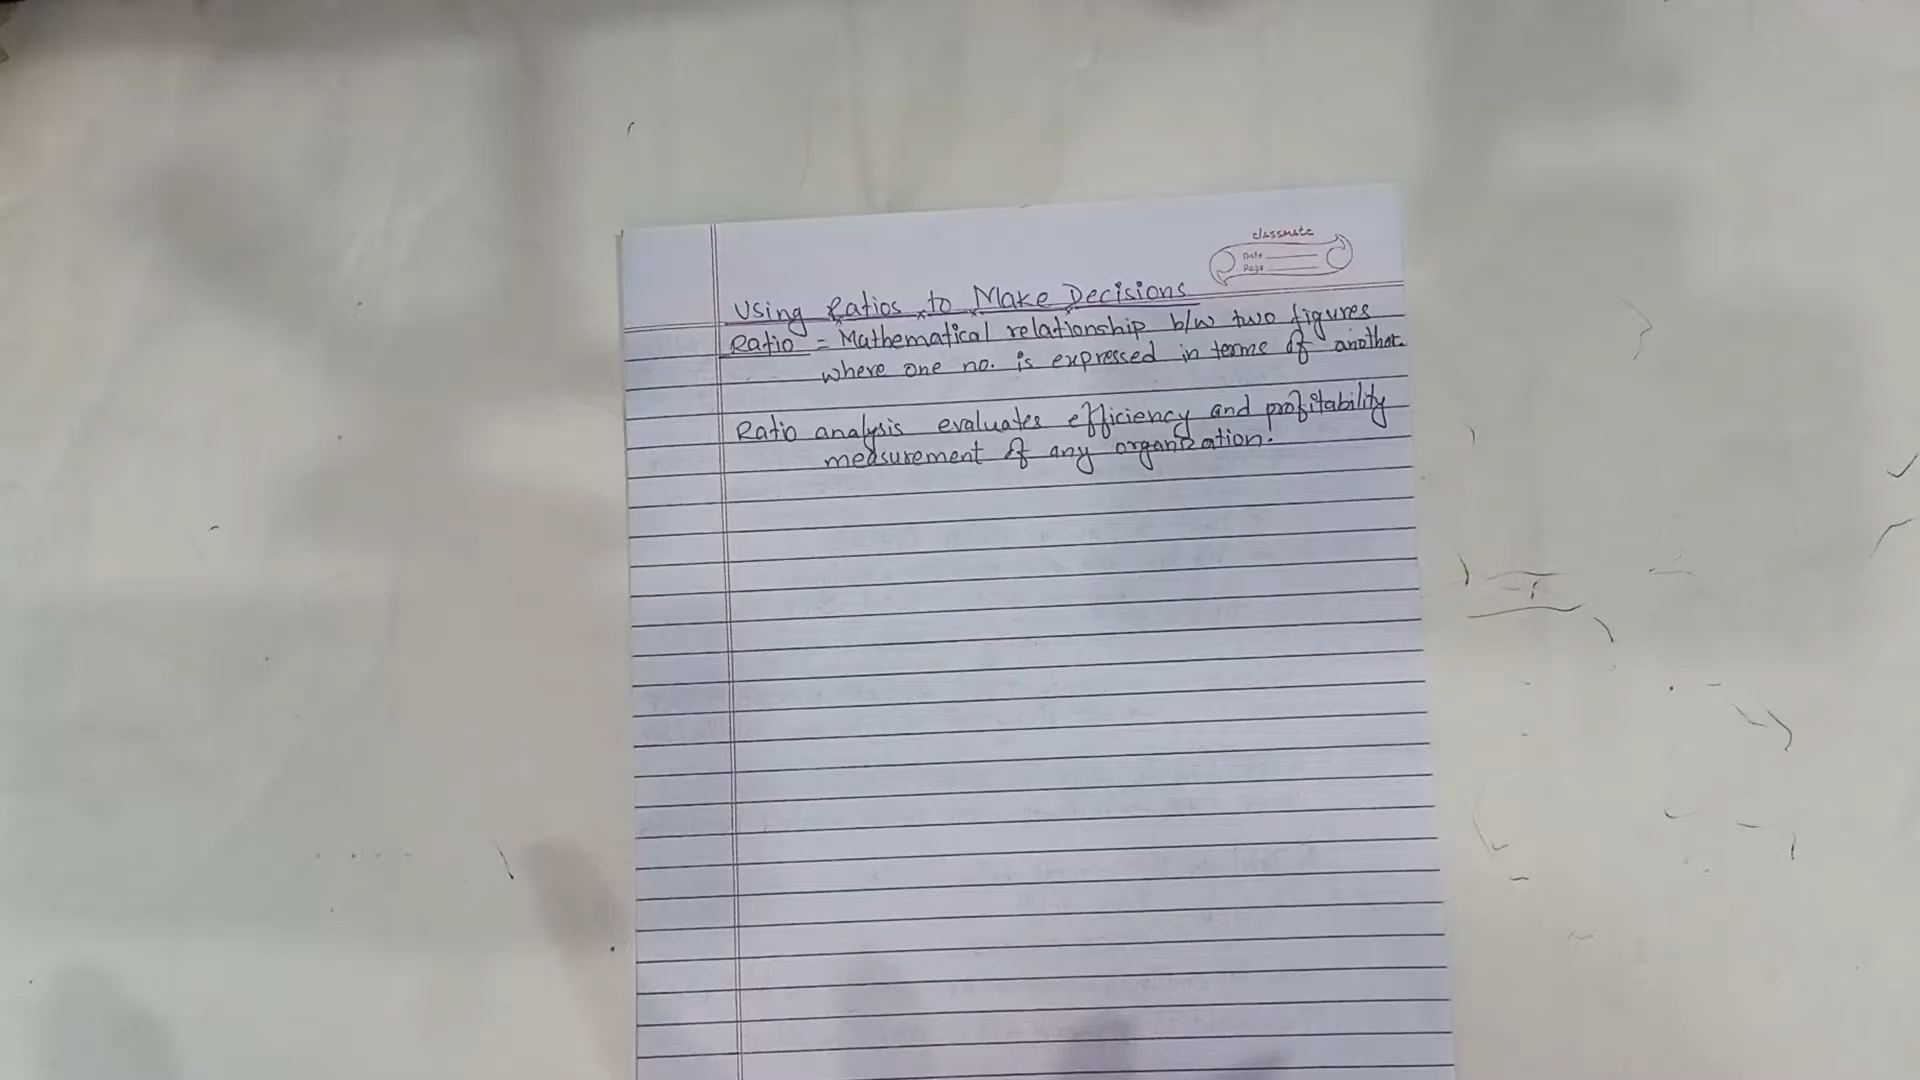 classmate
Date
Page
Using Ratios to Make Decisions
Ratio = Mathematical relationship b/w two figures
where one no. is expressed in terms of another.
Ratio analysis evaluates efficiency and profitability
measurement of any organization.